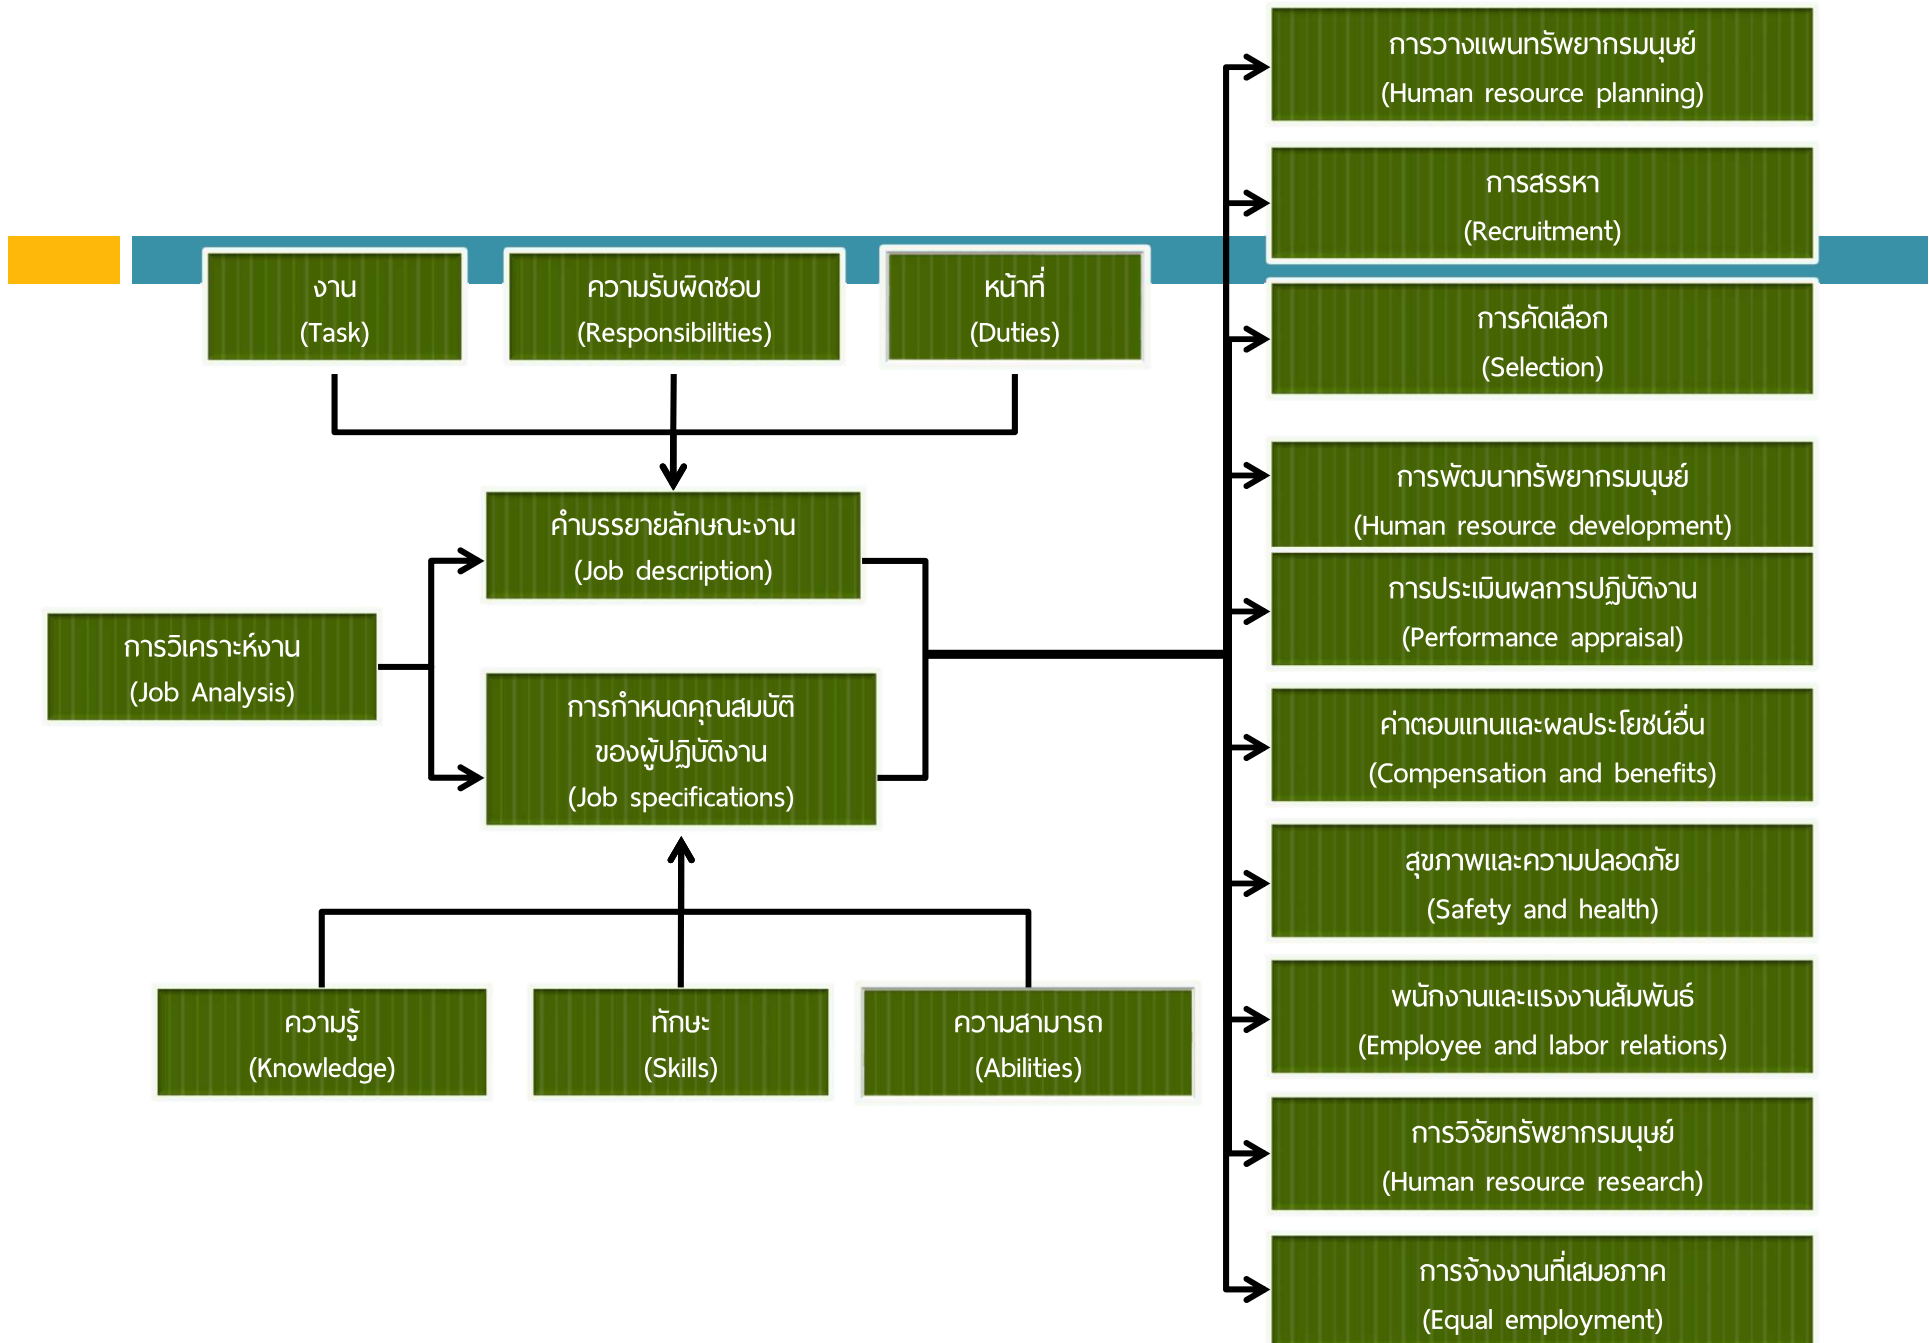 งาน
(Task)
ความรับผิดชอบ
(Responsibilities)
หน้าที่
(Duties)
คำบรรยายลักษณะงาน
(Job description)
การวิเคราะห์งาน
(Job Analysis)
การกำหนดคุณสมบัติ
ของผู้ปฏิบัติงาน
(Job specifications)
ความรู้
(Knowledge)
ทักษะ
(Skills)
ความสามารถ
(Abilities)
การวางแผนทรัพยากรมนุษย์
(Human resource planning)
การสรรหา
(Recruitment)
การคัดเลือก
(Selection)
การพัฒนาทรัพยากรมนุษย์
(Human resource development)
การประเมินผลการปฏิบัติงาน
(Performance appraisal)
ค่าตอบแทนและผลประโยชน์อื่น
(Compensation and benefits)
สุขภาพและความปลอดภัย
(Safety and health)
พนักงานและแรงงานสัมพันธ์
(Employee and labor relations)
การวิจัยทรัพยากรมนุษย์
(Human resource research)
การจ้างงานที่เสมอภาค
(Equal employment)